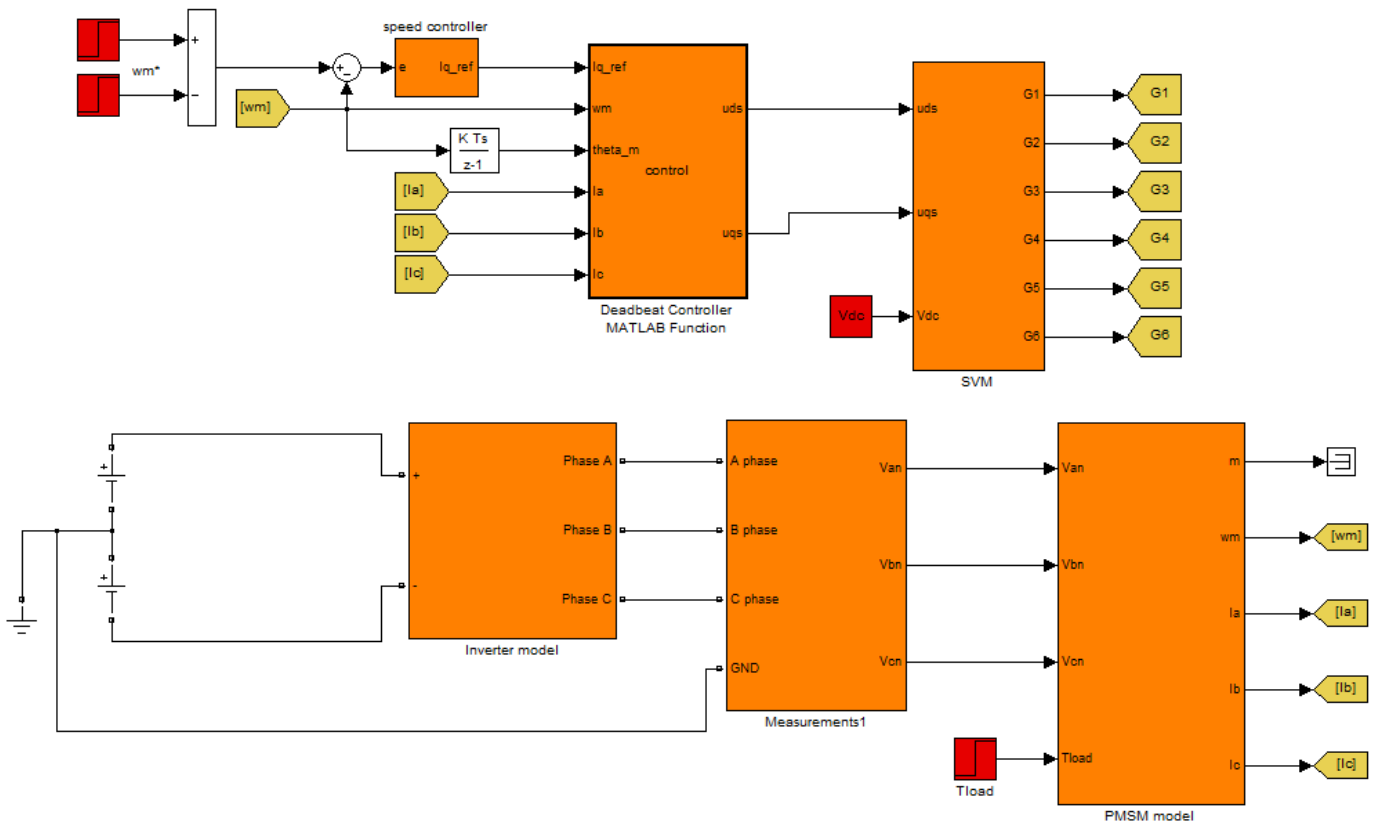 speed controller
+
-
wm*
+
-
e
Iq_ref
[wm]
K Ts
z-1
[Ia]
[Ib]
[Ic]
Iq_ref
wm
theta_m
Ia
Ib
Ic
control
uds
uqs
Deadbeat Controller
MATLAB Function
Vdc
uds
uqs
Vdc
G1
G2
G3
G4
G5
G6
SVM
G1
G2
G3
G4
G5
G6
+
+
+
-
Phase A
Phase B
Phase C
Inverter model
A phase
B phase
C phase
GND
Van
Vbn
Vcn
Measurements1
Tload
Van
Vbn
Vcn
Tload
m
wm
Ia
Ib
Ic
PMSM model
[wm]
[Ia]
[Ib]
[Ic]